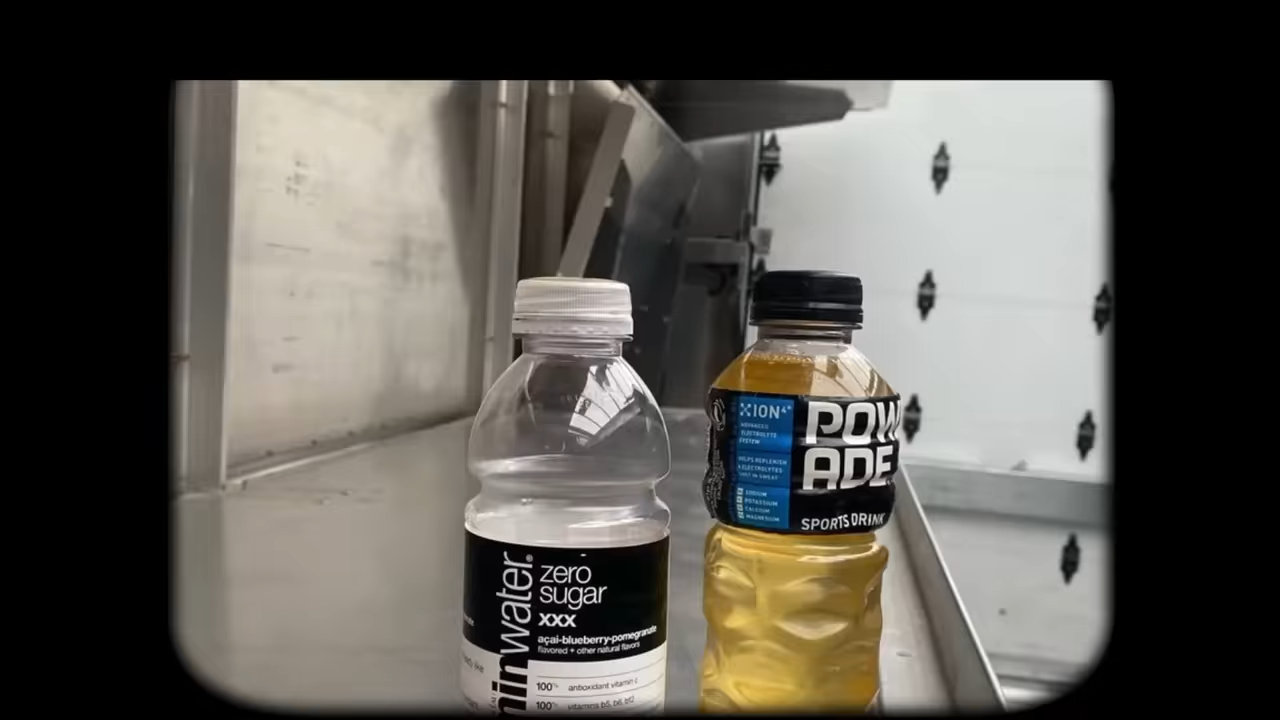 minwater®
zero
sugar
xxx
açai-blueberry-pomegranate
flavored + other natural flavors
100% antioxidant vitamin c
100% vitamins b5, b6, b12
ION4
ADVANCED
ELECTROLYTE
SYSTEM
HELPS REPLENISH
4 ELECTROLYTES
LOST IN SWEAT
SODIUM
POTASSIUM
CALCIUM
MAGNESIUM
POW
ADE
SPORTS DRINK